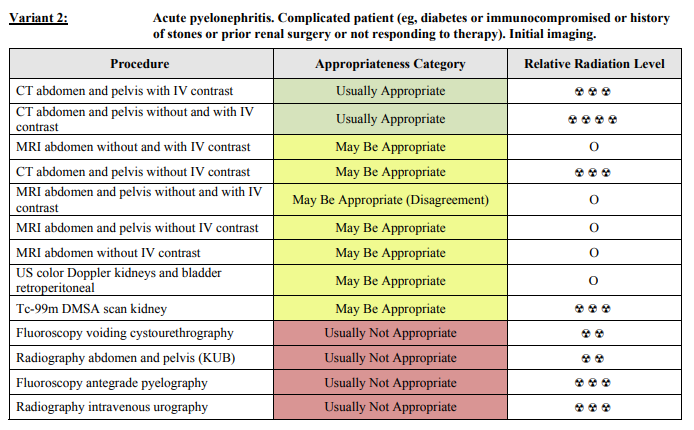 Variant 2: Acute pyelonephritis. Complicated patient (eg, diabetes or immunocompromised or history
of stones or prior renal surgery or not responding to therapy). Initial imaging.
Procedure Appropriateness Category Relative Radiation Level
CT abdomen and pelvis with IV contrast Usually Appropriate ☢ ☢ ☢
CT abdomen and pelvis without and with IV
contrast Usually Appropriate ☢ ☢ ☢ ☢
MRI abdomen without and with IV contrast May Be Appropriate O
CT abdomen and pelvis without IV contrast May Be Appropriate ☢ ☢ ☢
MRI abdomen and pelvis without and with IV
contrast May Be Appropriate (Disagreement) O
MRI abdomen and pelvis without IV contrast May Be Appropriate O
MRI abdomen without IV contrast May Be Appropriate O
US color Doppler kidneys and bladder
retroperitoneal May Be Appropriate O
Tc-99m DMSA scan kidney May Be Appropriate ☢ ☢ ☢
Fluoroscopy voiding cystourethrography Usually Not Appropriate ☢ ☢
Radiography abdomen and pelvis (KUB) Usually Not Appropriate ☢ ☢
Fluoroscopy antegrade pyelography Usually Not Appropriate ☢ ☢ ☢
Radiography intravenous urography Usually Not Appropriate ☢ ☢ ☢